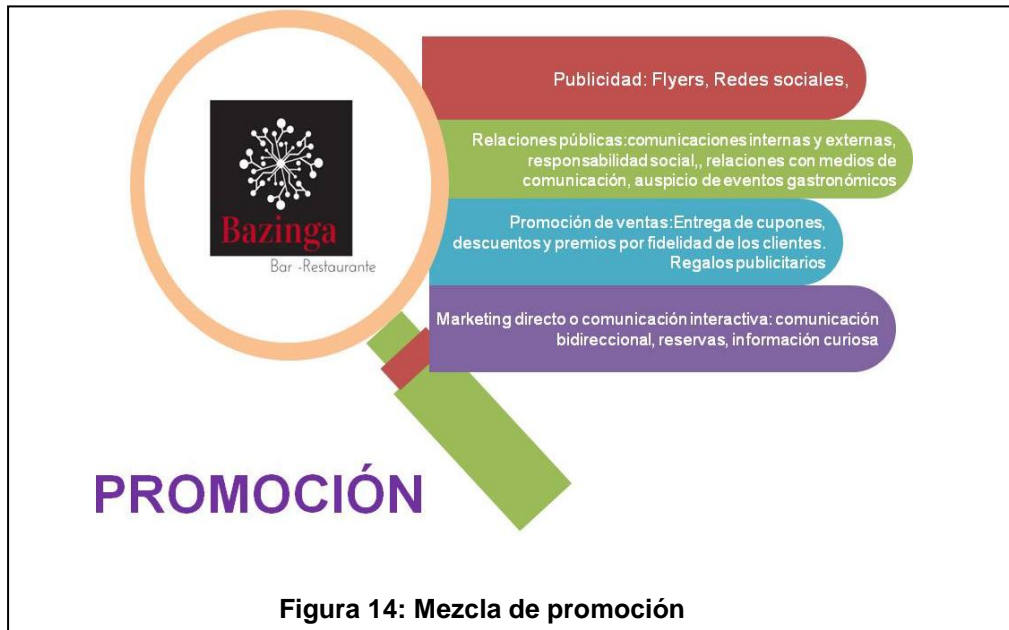 Publicidad: Flyers, Redes sociales,
Relaciones públicas:comunicaciones internas y externas,
responsabilidad social,, relaciones con medios de
comunicación, auspicio de eventos gastronómicos
Bazinga
Bar -Restaurante
Promoción de ventas:Entrega de cupones,
descuentos y premios por fidelidad de los clientes.
Regalos publicitarios
Marketing directo o comunicación interactiva: comunicación
bidireccional, reservas, información curiosa
PROMOCIÓN
Figura 14: Mezcla de promoción